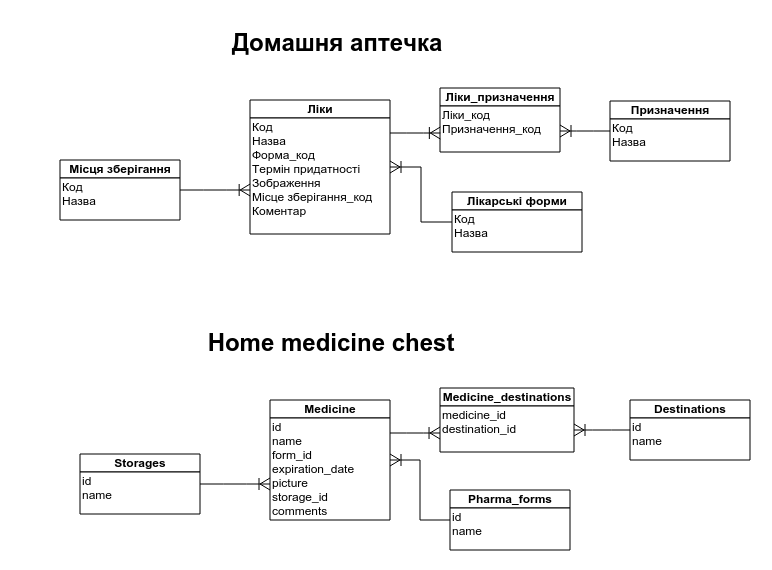 Домашня аптечка
Ліки
Код
Назва
Форма_код
Термін придатності
Зображення
Місце зберігання_код
Коментар
Ліки_призначення
Ліки_код
Призначення_код
Призначення
Код
Назва
Місця зберігання
Код
Назва
Лікарські форми
Код
Назва
Home medicine chest
Medicine
id
name
form_id
expiration_date
picture
storage_id
comments
Medicine_destinations
medicine_id
destination_id
Destinations
id
name
Storages
id
name
Pharma_forms
id
name